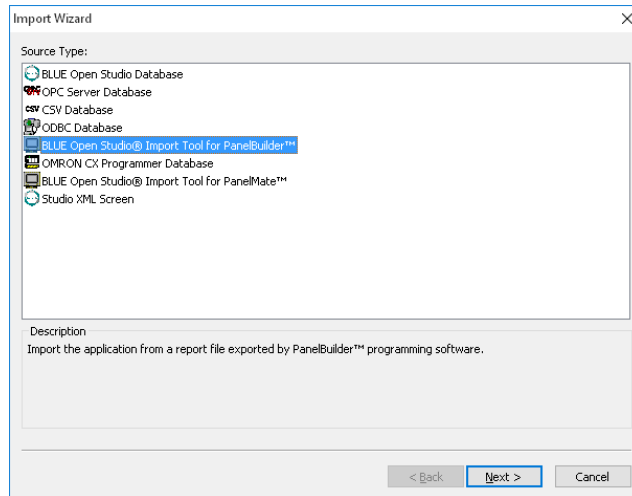 Import Wizard
Source Type:
BLUE Open Studio Database
OPC Server Database
CSV Database
ODBC Database
BLUE Open Studio® Import Tool for PanelBuilder™
OMRON CX Programmer Database
BLUE Open Studio® Import Tool for PanelMate™
Studio XML Screen
Description
Import the application from a report file exported by PanelBuilder™ programming software.
< Back Next > Cancel